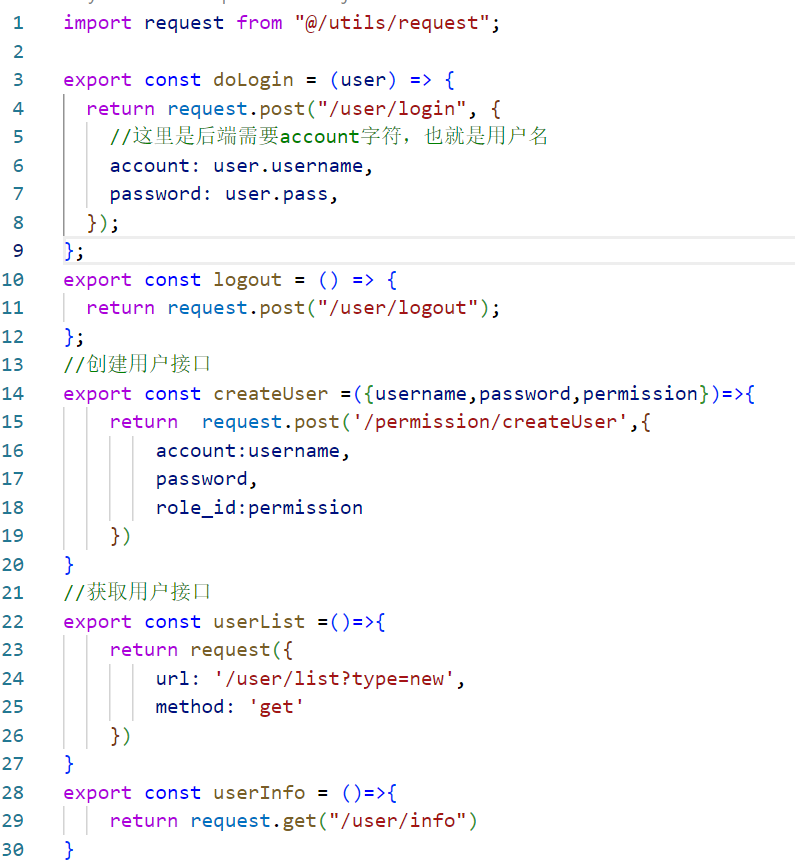 1 import request from "@/utils/request";
2
3 export const doLogin = (user) => {
4 return request.post("/user/login", {
5 //这里是后端需要account字符，也就是用户名
6 account: user.username,
7 password: user.pass,
8 });
9 };
10 export const logout = () => {
11 return request.post("/user/logout");
12 };
13 //创建用户接口
14 export const createUser =({username,password,permission})=>{
15 return  request.post('/permission/createUser',{
16 account:username,
17 password,
18 role_id:permission
19 })
20 }
21 //获取用户接口
22 export const userList =()=>{
23 return request({
24 url: '/user/list?type=new',
25 method: 'get'
26 })
27 }
28 export const userInfo = ()=>{
29 return request.get("/user/info")
30 }